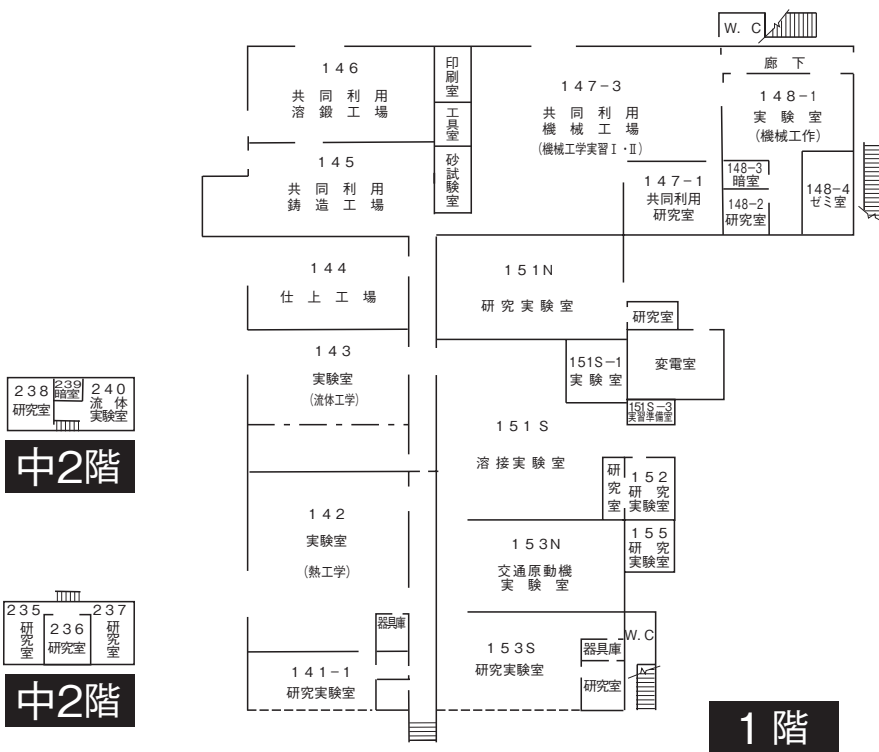 W. C
廊 下
146
共 同 利 用
溶 鍛 工 場
印刷室
工具室
砂試験室
147-3
共 同 利 用
機 械 工 場
(機械工学実習Ⅰ・Ⅱ)
148-1
実 験 室
(機械工作)
145
共 同 利 用
鋳 造 工 場
147-1
共同利用
研究室
148-3
暗室
148-2
研究室
148-4
ゼミ室
144
仕 上 工 場
151N
研 究 実 験 室
研究室
143
実験室
(流体工学)
151S-1
実 験 室
変電室
151S-3
実習準備室
238
研究室
239
暗室
240
流 体
実験室
中2階
151S
溶 接 実 験 室
研究室
152
研 究
実験室
142
実験室
(熱工学)
153N
交通原動機
実 験 室
155
研 究
実験室
235
研究室
236
研究室
237
研究室
中2階
器具庫
141-1
研究実験室
153S
研究実験室
器具庫
研究室
W.C
1階